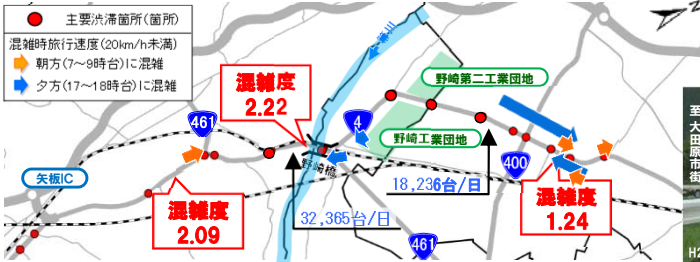 主要渋滞箇所(箇所)
混雑時旅行速度(20km/h未満)
朝方(7～9時台)に混雑
夕方(17～18時台)に混雑
N
箒川
野崎第二工業団地
野崎工業団地
混雑度
2.22
461
4
野崎橋
矢板IC
400
18,236台/日
混雑度
2.09
32,365台/日
混雑度
1.24
461
至 大田原市街
H2